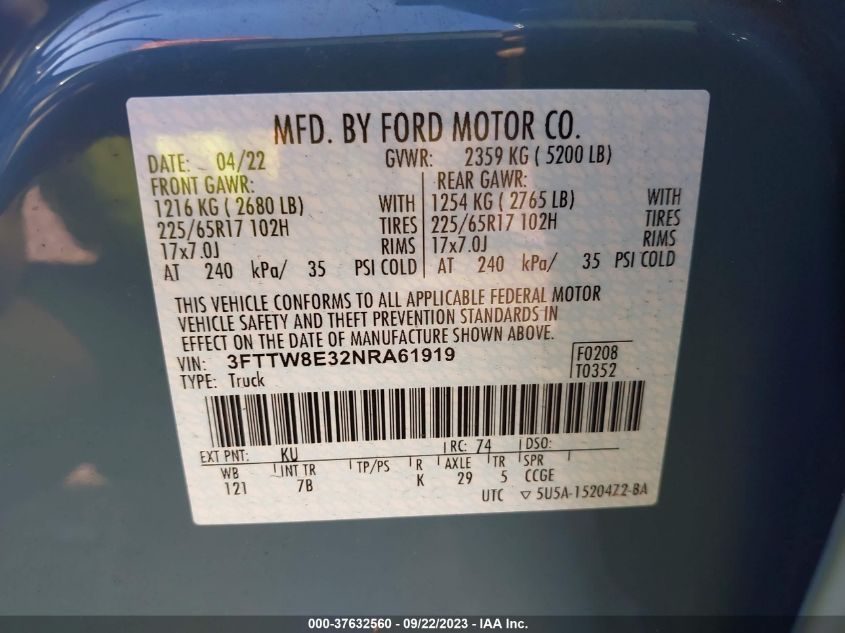 MFD. BY FORD MOTOR CO.
DATE: 04/22 GVWR: 2359 KG ( 5200 LB)
FRONT GAWR: REAR GAWR:
1216 KG ( 2680 LB) WITH 1254 KG ( 2765 LB) WITH
225/65R17 102H TIRES 225/65R17 102H TIRES
17x7.0J RIMS 17x7.0J RIMS
AT 240 kPa/ 35 PSI COLD AT 240 kPa/ 35 PSI COLD
THIS VEHICLE CONFORMS TO ALL APPLICABLE FEDERAL MOTOR
VEHICLE SAFETY AND THEFT PREVENTION STANDARDS IN
EFFECT ON THE DATE OF MANUFACTURE SHOWN ABOVE.
VIN: 3FTTW8E32NRA61919 F0208
TYPE: Truck T0352
EXT PNT: KU RC: 74 DSO:
WB INT TR TP/PS R AXLE TR SPR
121 7B K 29 5 CCGE
UTC ▽ 5U5A-15204Z2-BA
000-37632560 - 09/22/2023 - IAA Inc.